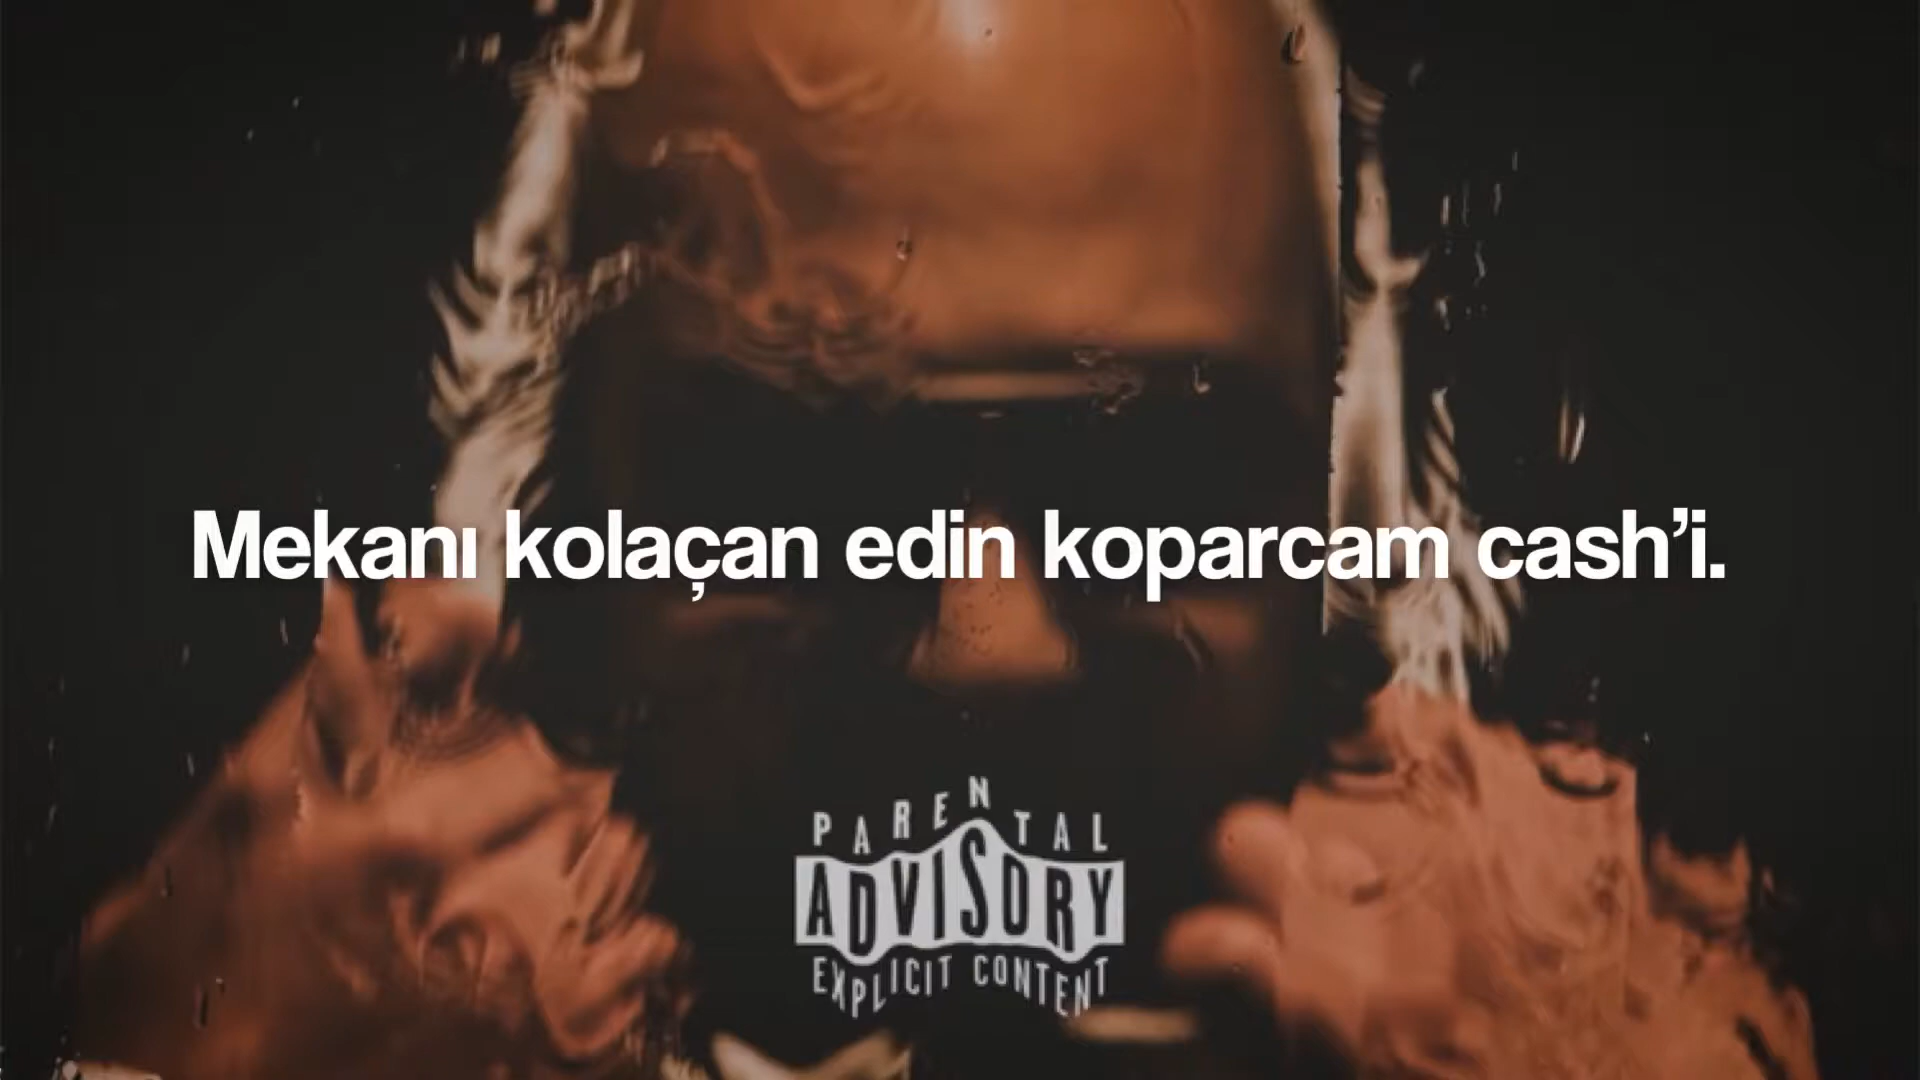 Mekanı kolaçan edin koparcam cash’i.
PARENTAL
ADVISORY
EXPLICIT CONTENT